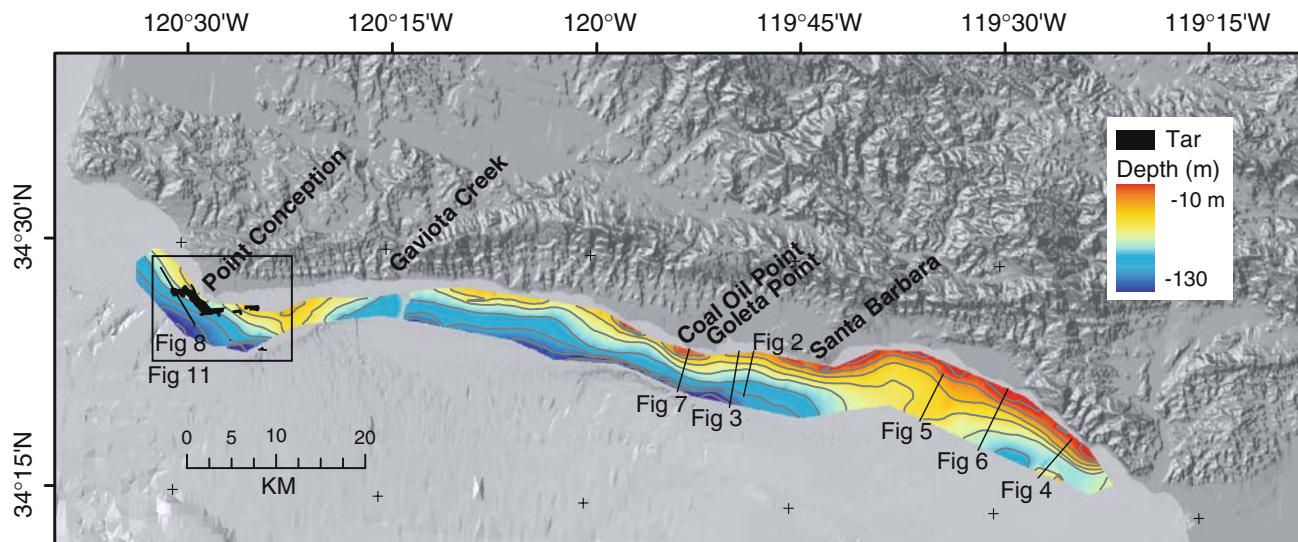 120°30'W 120°15'W 120°W 119°45'W 119°30'W 119°15'W
34°30'N
34°15'N
Point Conception
Gaviota Creek
Coal Oil Point
Goleta Point
Santa Barbara
Tar
Depth (m)
-10 m
-130
Fig 8
Fig 11
Fig 2
Fig 7
Fig 3
Fig 5
Fig 6
Fig 4
0 5 10 20
KM